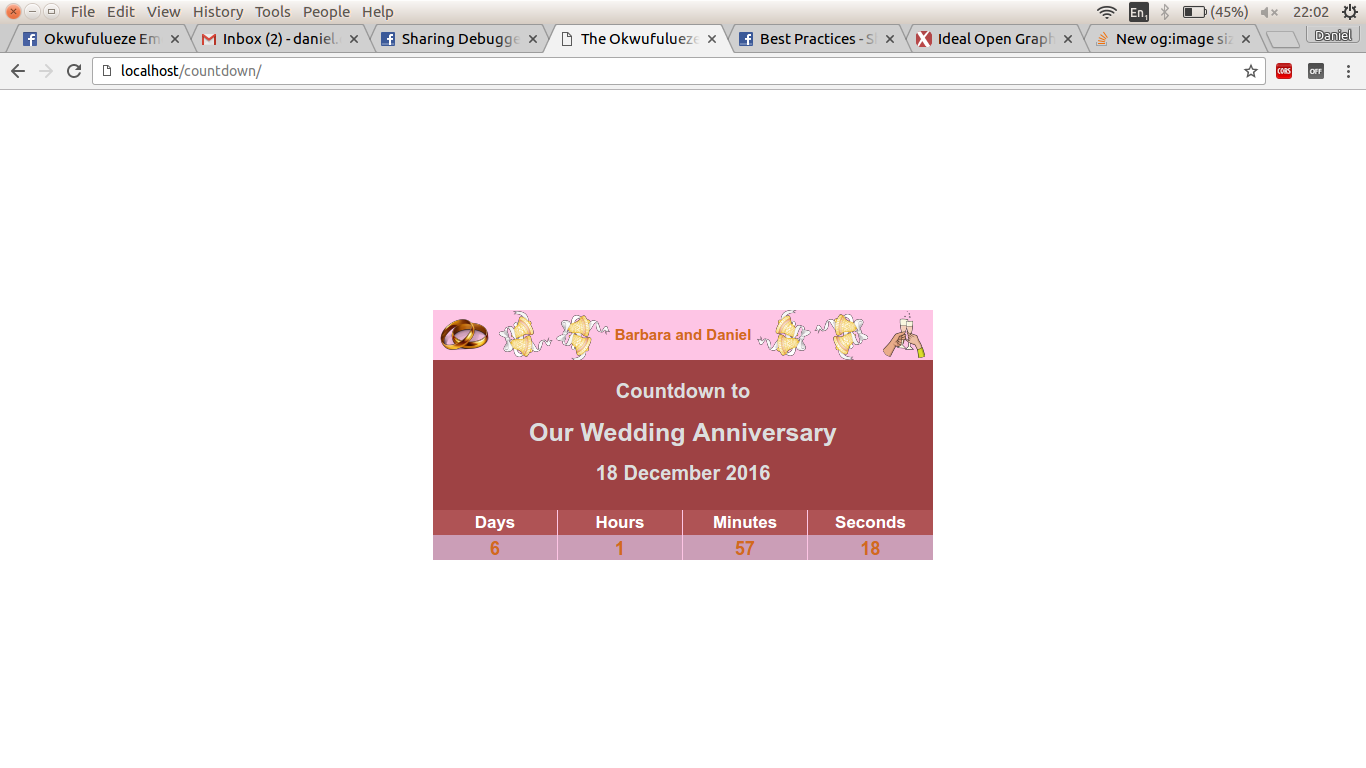 File Edit View History Tools People Help En1 (45%) 22:02
Okwufulueze Em Inbox (2) - daniel. Sharing Debugge The Okwufulueze Best Practices - S Ideal Open Graph New og:image si Daniel
localhost/countdown/ CORS OFF
Barbara and Daniel
Countdown to
Our Wedding Anniversary
18 December 2016
Days Hours Minutes Seconds
6 1 57 18